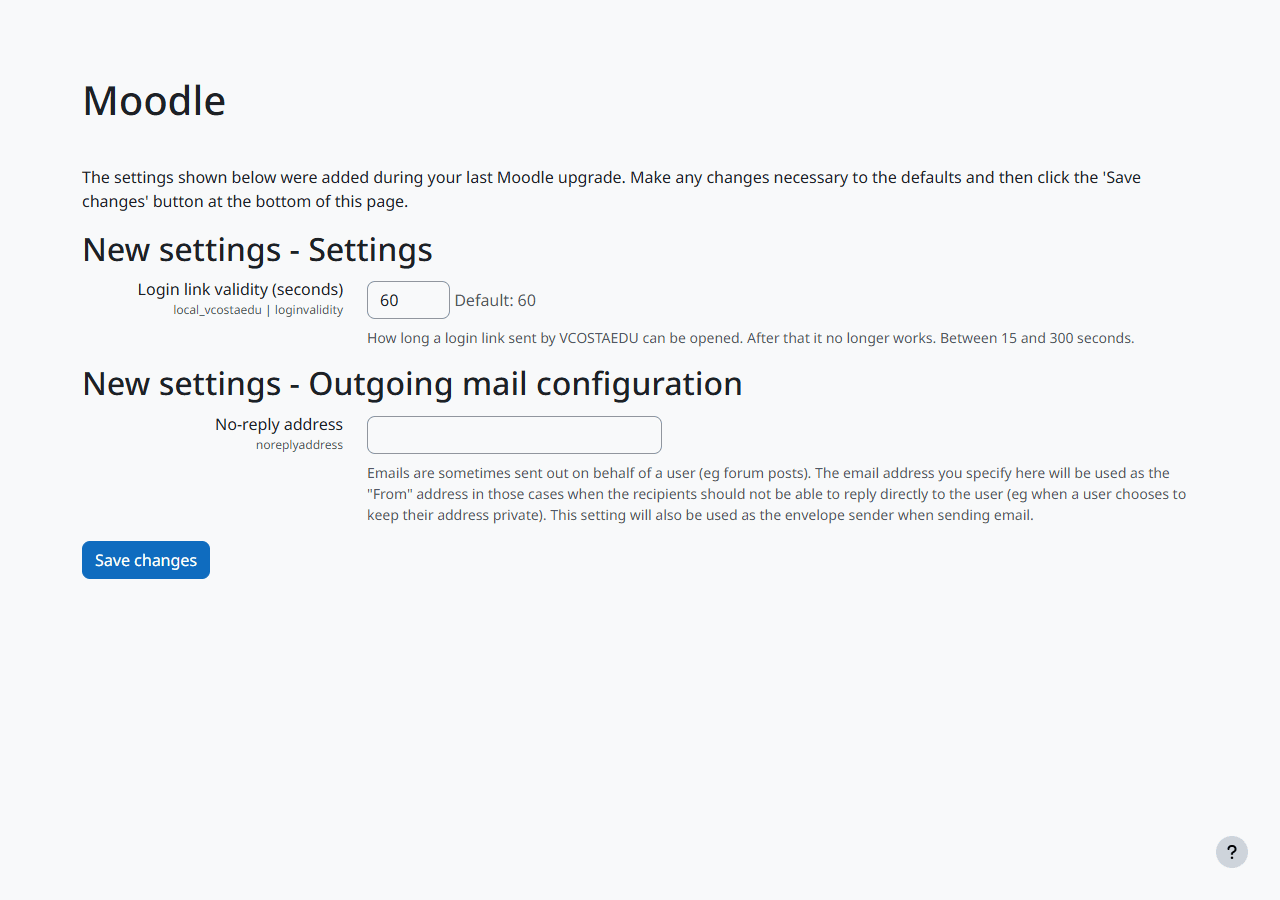 Moodle
The settings shown below were added during your last Moodle upgrade. Make any changes necessary to the defaults and then click the 'Save
changes' button at the bottom of this page.
New settings - Settings
Login link validity (seconds)
local_vcostaedu | loginvalidity
60 Default: 60
How long a login link sent by VCOSTAEDU can be opened. After that it no longer works. Between 15 and 300 seconds.
New settings - Outgoing mail configuration
No-reply address
noreplyaddress
Emails are sometimes sent out on behalf of a user (eg forum posts). The email address you specify here will be used as the
"From" address in those cases when the recipients should not be able to reply directly to the user (eg when a user chooses to
keep their address private). This setting will also be used as the envelope sender when sending email.
Save changes
?